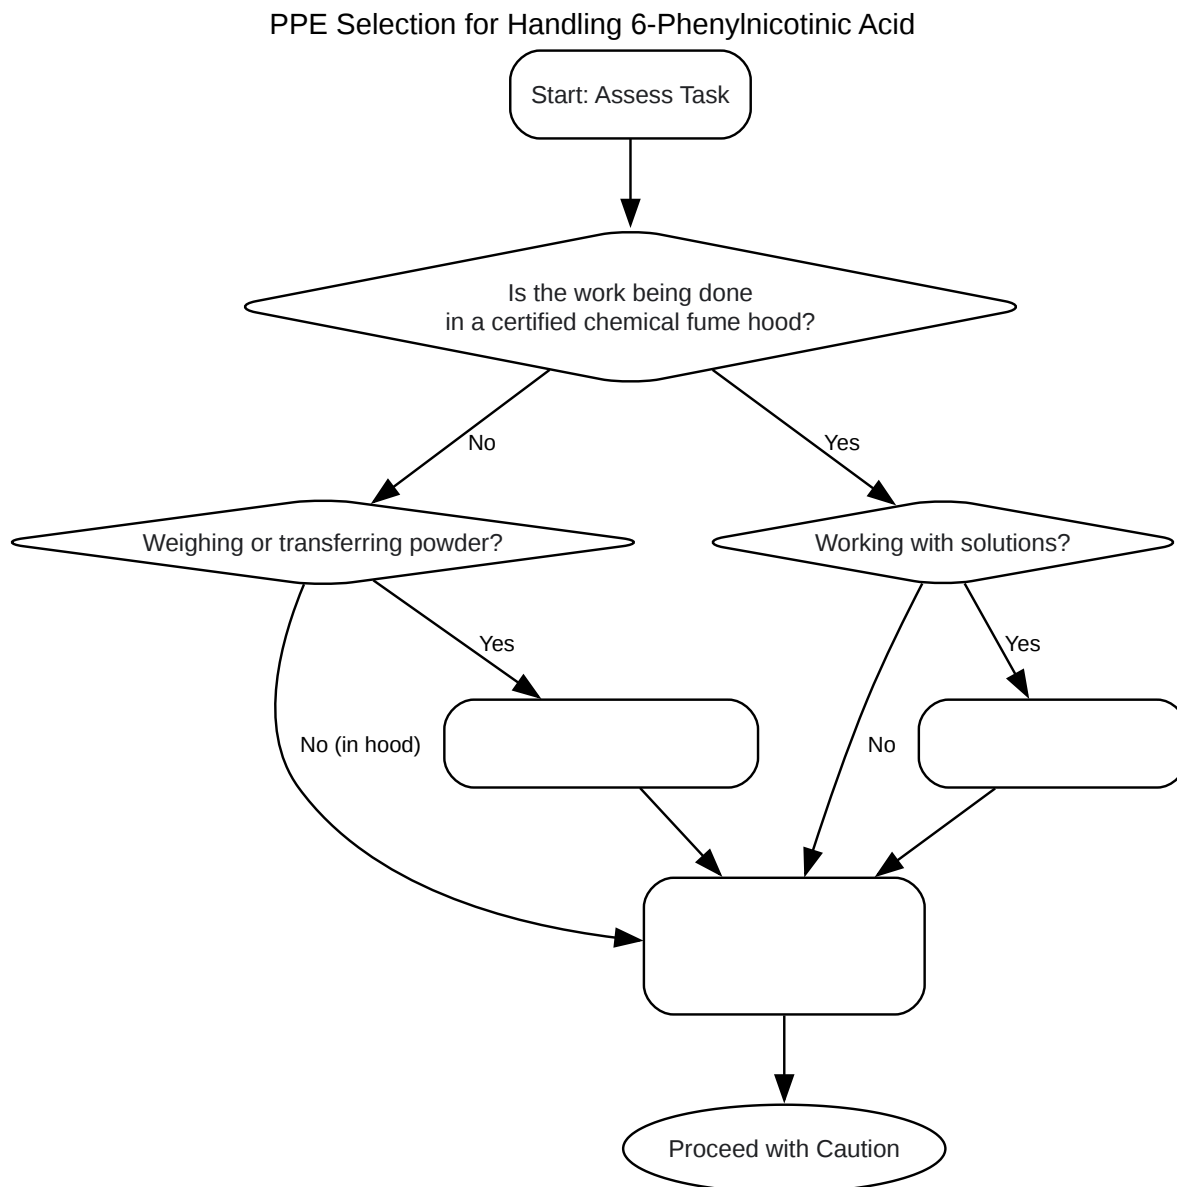 PPE Selection for Handling 6-Phenylnicotinic Acid
Start: Assess Task
Is the work being done
in a certified chemical fume hood?
No
Yes
Weighing or transferring powder?
Working with solutions?
Yes
Yes
No (in hood)
No
Proceed with Caution